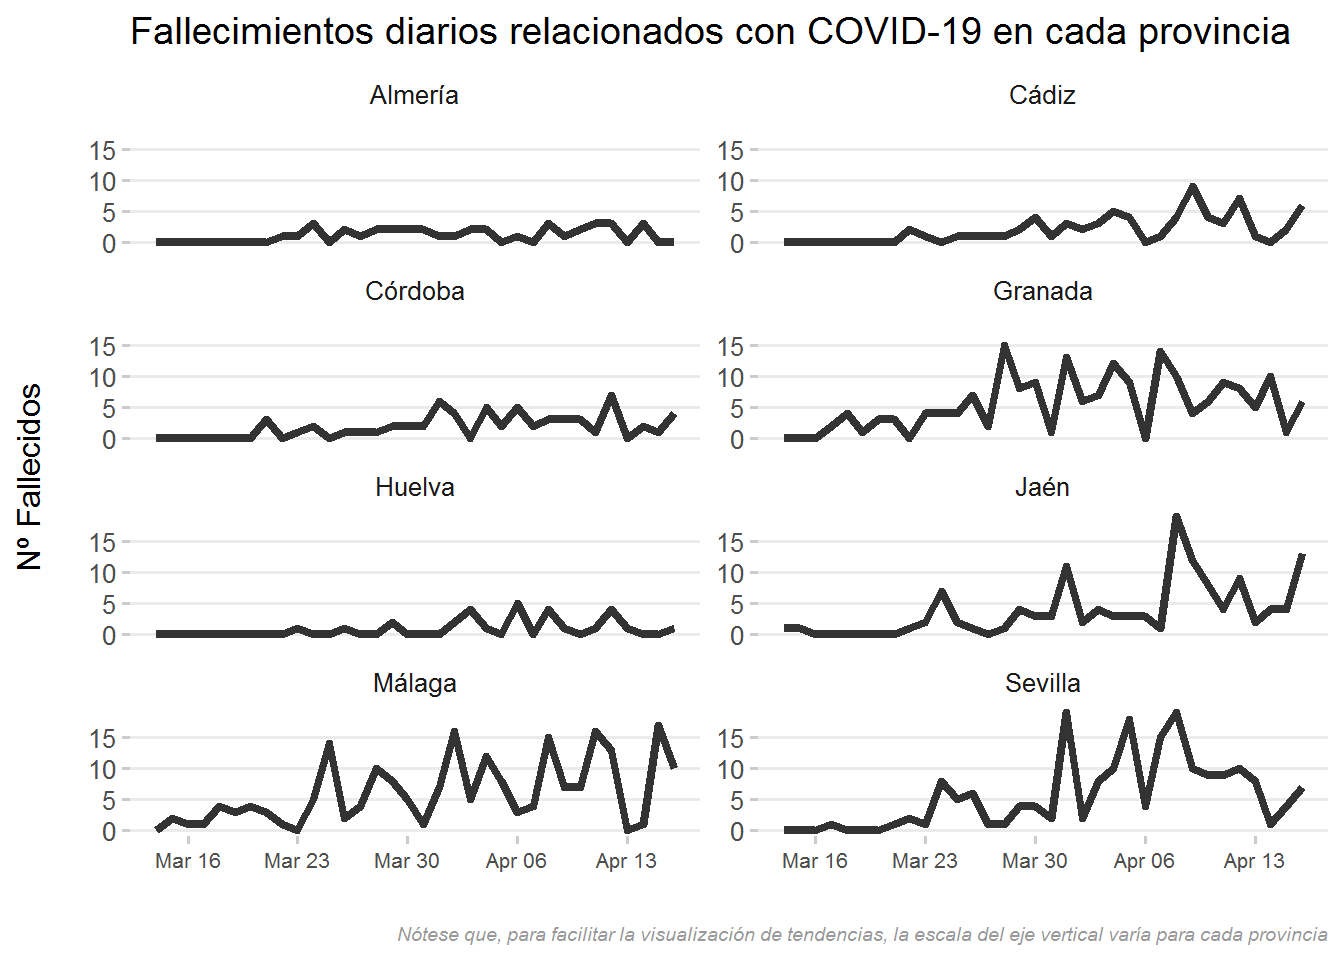 Fallecimientos diarios relacionados con COVID-19 en cada provincia
Nº Fallecidos
Almería
15
10
5
0
Cádiz
15
10
5
0
Córdoba
15
10
5
0
Granada
15
10
5
0
Huelva
15
10
5
0
Jaén
15
10
5
0
Málaga
15
10
5
0
Sevilla
15
10
5
0
Mar 16 Mar 23 Mar 30 Apr 06 Apr 13
Mar 16 Mar 23 Mar 30 Apr 06 Apr 13
Nótese que, para facilitar la visualización de tendencias, la escala del eje vertical varía para cada provincia